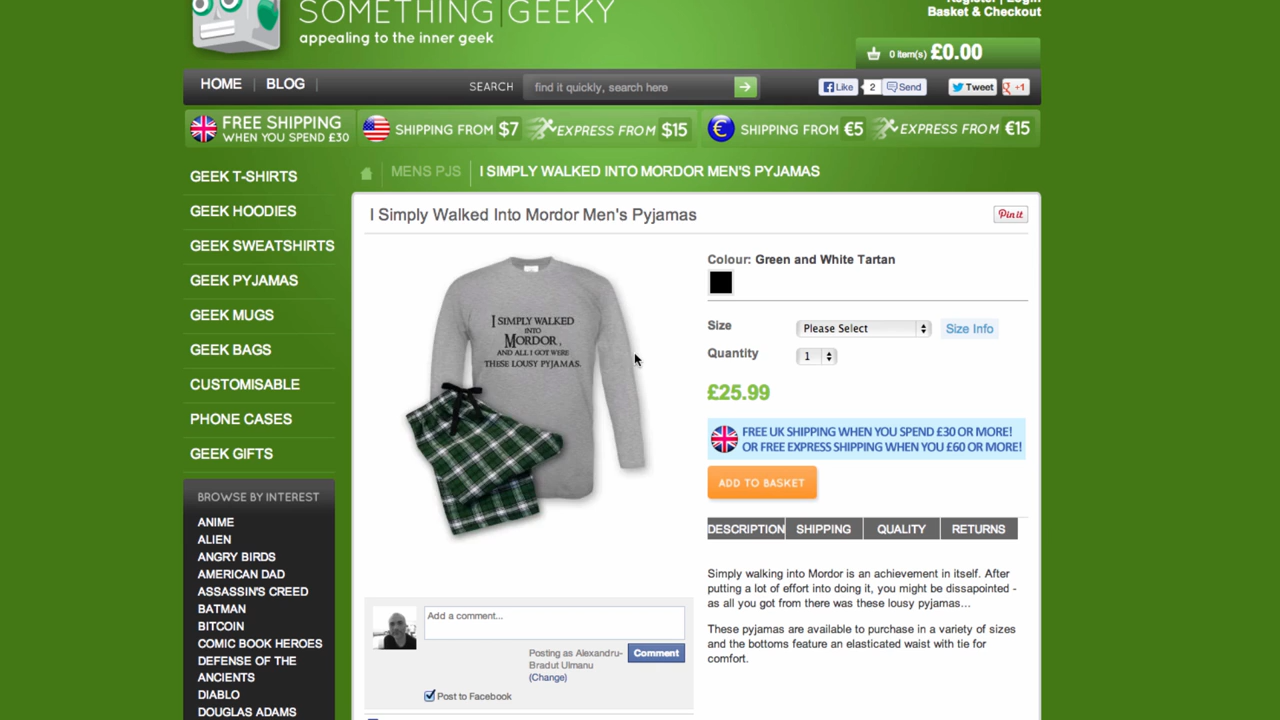 SOMETHING|GEEKY
appealing to the inner geek
Register | Login
Basket & Checkout
0 item(s) £0.00
HOME | BLOG |
SEARCH find it quickly, search here
Like 2 Send Tweet +1
FREE SHIPPING
WHEN YOU SPEND £30
SHIPPING FROM $7 EXPRESS FROM $15
€ SHIPPING FROM €5 EXPRESS FROM €15
MENS PJS I SIMPLY WALKED INTO MORDOR MEN'S PYJAMAS
GEEK T-SHIRTS
GEEK HOODIES
GEEK SWEATSHIRTS
GEEK PYJAMAS
GEEK MUGS
GEEK BAGS
CUSTOMISABLE
PHONE CASES
GEEK GIFTS
BROWSE BY INTEREST
ANIME
ALIEN
ANGRY BIRDS
AMERICAN DAD
ASSASSIN'S CREED
BATMAN
BITCOIN
COMIC BOOK HEROES
DEFENSE OF THE
ANCIENTS
DIABLO
DOUGLAS ADAMS
I Simply Walked Into Mordor Men's Pyjamas
Pin it
I SIMPLY WALKED
INTO
MORDOR,
AND ALL I GOT WERE
THESE LOUSY PYJAMAS.
Colour: Green and White Tartan
Size Please Select Size Info
Quantity 1
£25.99
FREE UK SHIPPING WHEN YOU SPEND £30 OR MORE!
OR FREE EXPRESS SHIPPING WHEN YOU £60 OR MORE!
ADD TO BASKET
DESCRIPTION SHIPPING QUALITY RETURNS
Simply walking into Mordor is an achievement in itself. After
putting a lot of effort into doing it, you might be dissapointed -
as all you got from there was these lousy pyjamas...
These pyjamas are available to purchase in a variety of sizes
and the bottoms feature an elasticated waist with tie for
comfort.
Add a comment...
Posting as Alexandru-
Bradut Ulmanu
(Change)
Comment
Post to Facebook